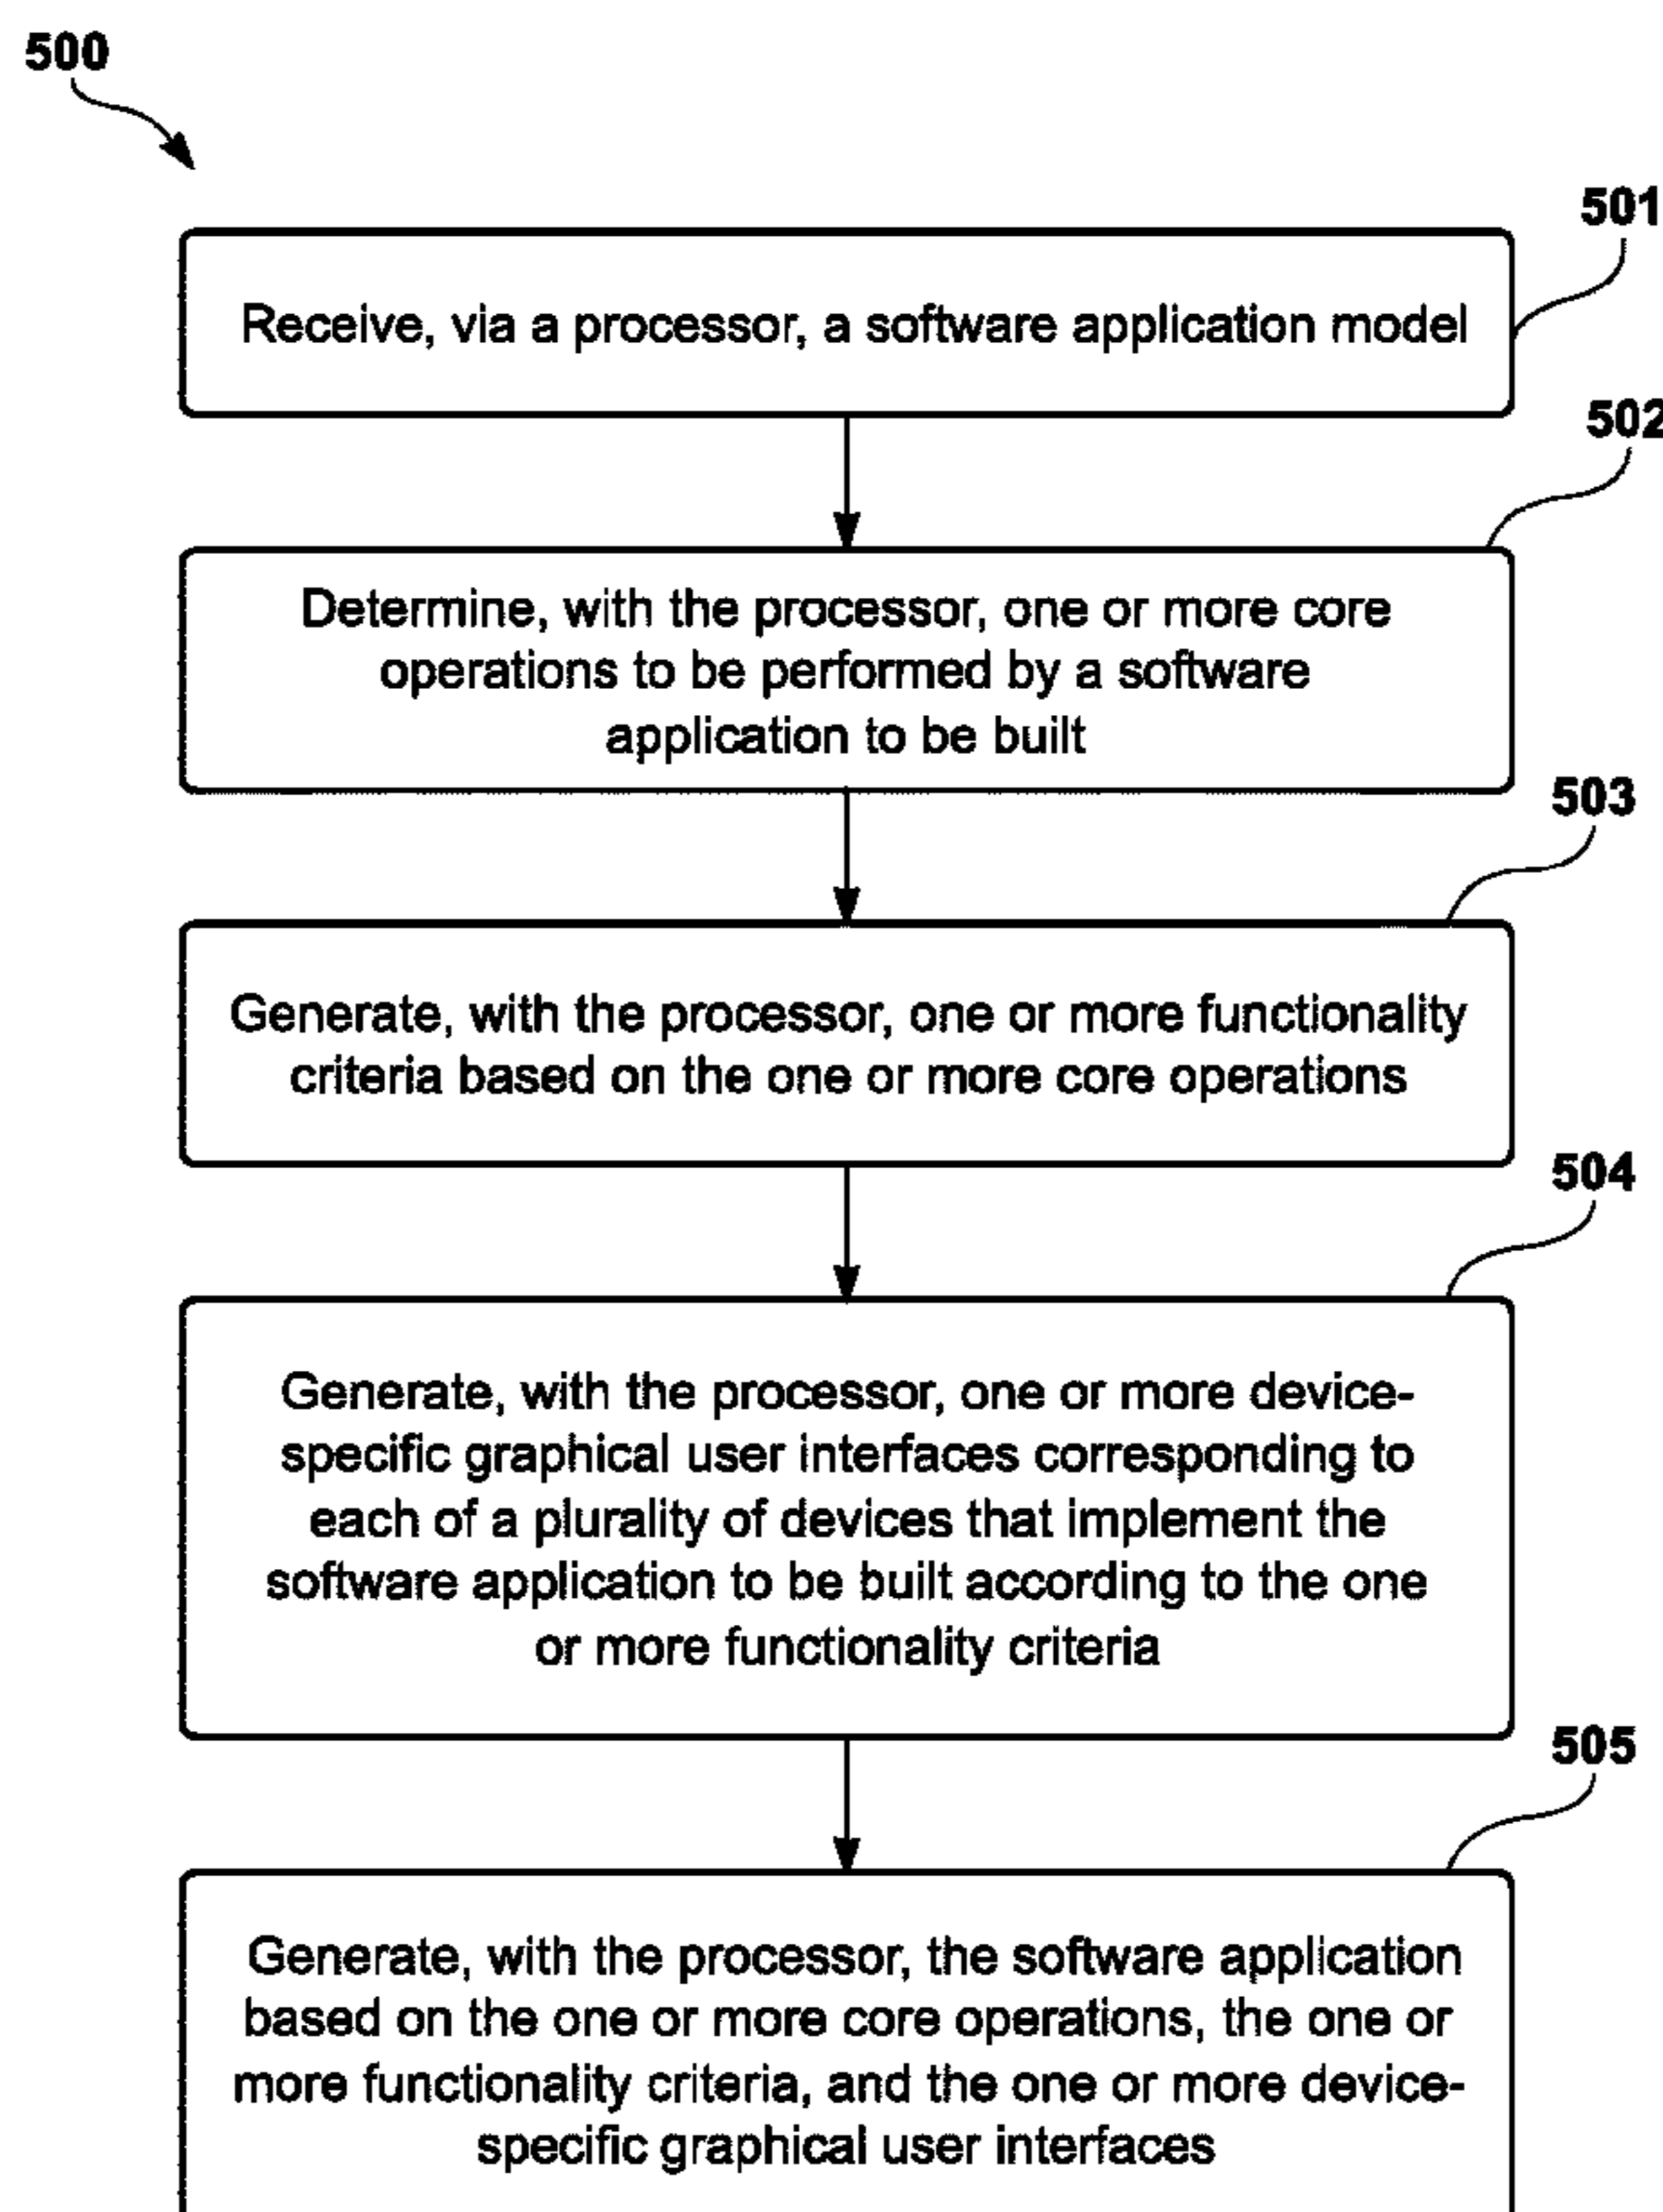 500
501
Receive, via a processor, a software application model
502
Determine, with the processor, one or more core
operations to be performed by a software
application to be built
503
Generate, with the processor, one or more functionality
criteria based on the one or more core operations
504
Generate, with the processor, one or more device-
specific graphical user interfaces corresponding to
each of a plurality of devices that implement the
software application to be built according to the one
or more functionality criteria
505
Generate, with the processor, the software application
based on the one or more core operations, the one or
more functionality criteria, and the one or more device-
specific graphical user interfaces